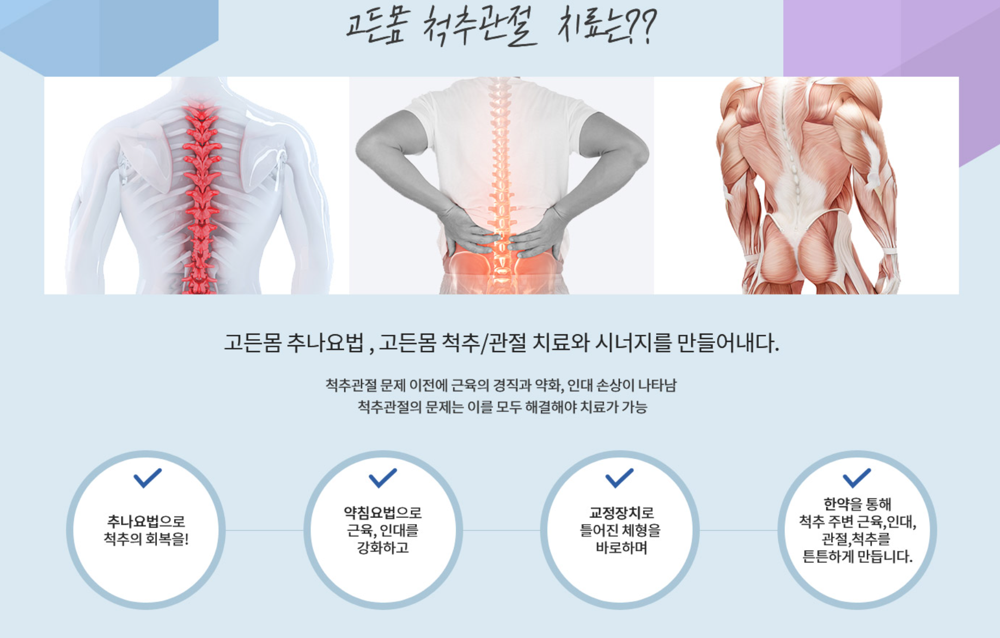 고든몸 척추관절 치료는??
고든몸 추나요법 , 고든몸 척추/관절 치료와 시너지를 만들어내다.
척추관절 문제 이전에 근육의 경직과 약화, 인대 손상이 나타남
척추관절의 문제는 이를 모두 해결해야 치료가 가능
추나요법으로
척추의 회복을!
약침요법으로
근육, 인대를
강화하고
교정장치로
틀어진 체형을
바로하며
한약을 통해
척추 주변 근육,인대,
관절,척추를
튼튼하게 만듭니다.